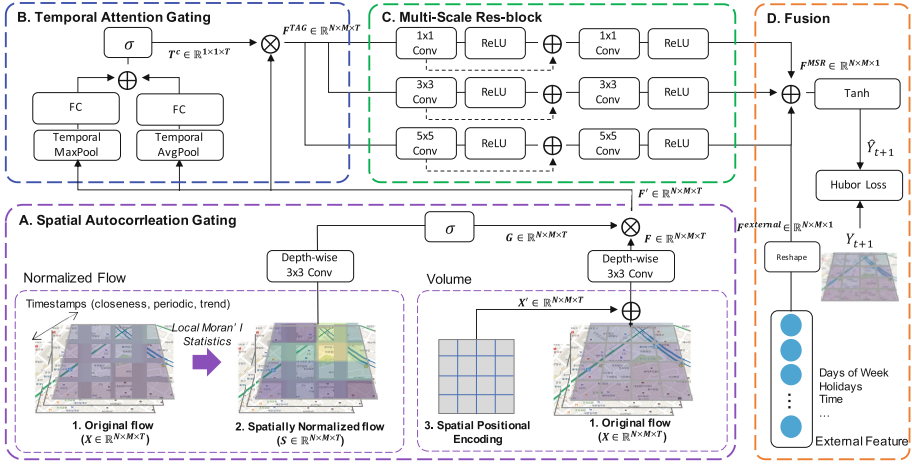 B. Temporal Attention Gating
σ
T^c ∈ ℝ^{1×1×T}
FC
FC
Temporal
MaxPool
Temporal
AvgPool
F^{TAG} ∈ ℝ^{N×M×T}
C. Multi-Scale Res-block
1x1
Conv
ReLU
1x1
Conv
ReLU
3x3
Conv
ReLU
3x3
Conv
ReLU
5x5
Conv
ReLU
5x5
Conv
ReLU
D. Fusion
F^{MSR} ∈ ℝ^{N×M×1}
Tanh
Ŷ_{t+1}
Hubor Loss
F^{external} ∈ ℝ^{N×M×1}
Y_{t+1}
Reshape
Days of Week
Holidays
Time
...
External Feature
F′ ∈ ℝ^{N×M×T}
A. Spatial Autocorrleation Gating
σ
G ∈ ℝ^{N×M×T}
F ∈ ℝ^{N×M×T}
Depth-wise
3x3 Conv
Depth-wise
3x3 Conv
Normalized Flow
Timestamps (closeness, periodic, trend)
Local Moran' I
Statistics
1. Original flow
(X ∈ ℝ^{N×M×T})
2. Spatially Normalized flow
(S ∈ ℝ^{N×M×T})
Volume
X′ ∈ ℝ^{N×M×T}
3. Spatial Positional
Encoding
1. Original flow
(X ∈ ℝ^{N×M×T})